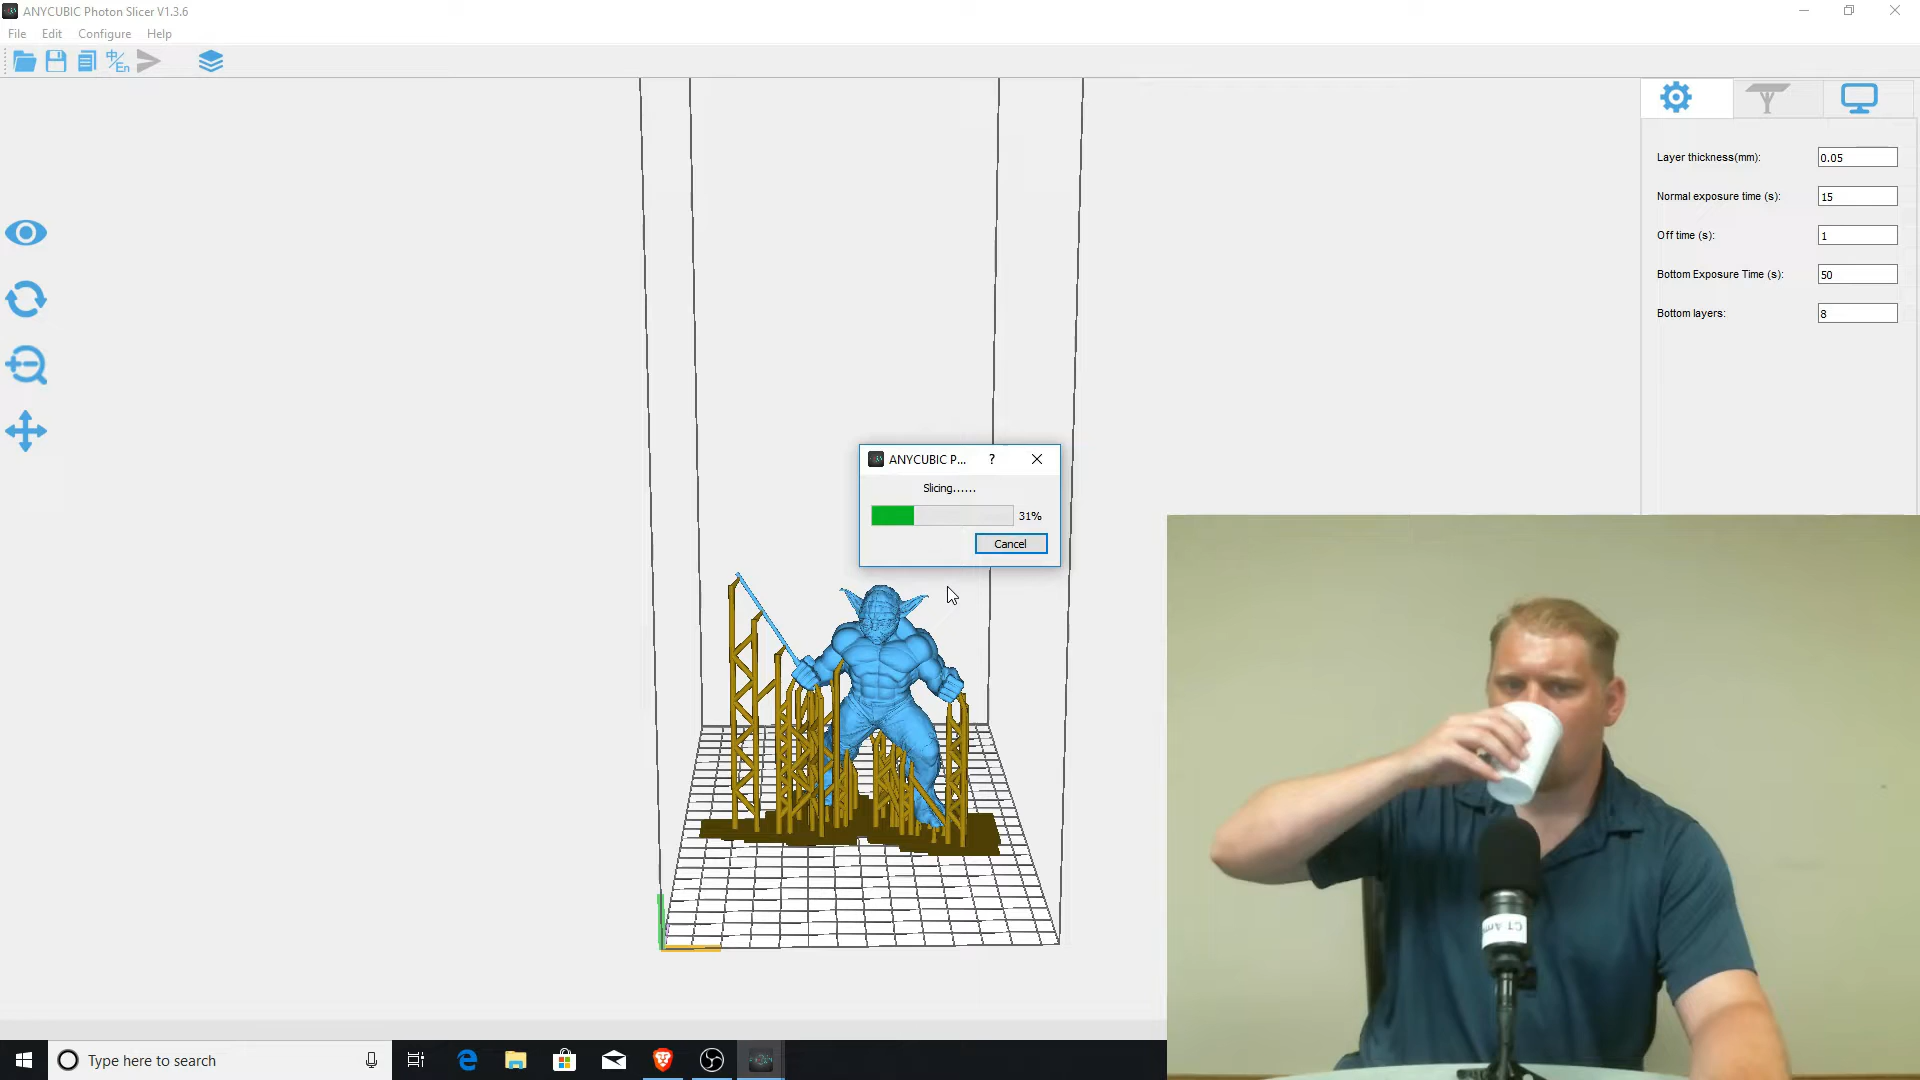 ANYCUBIC Photon Slicer V1.3.6
File Edit Configure Help
En
Layer thickness(mm): 0.05
Normal exposure time (s): 15
Off time (s): 1
Bottom Exposure Time (s): 50
Bottom layers: 8
ANYCUBIC P... ?
Slicing......
31%
Cancel
Type here to search